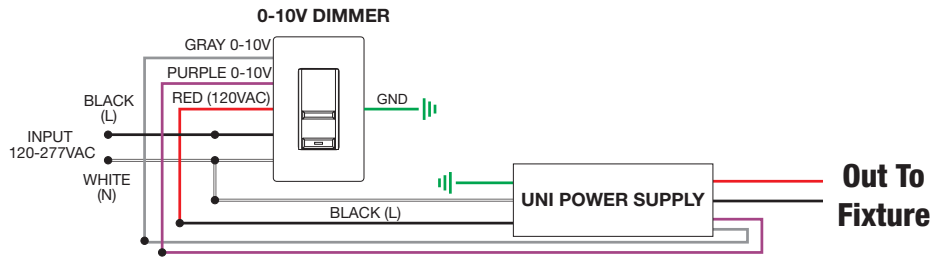 0-10V DIMMER
GRAY 0-10V
PURPLE 0-10V
RED (120VAC)
BLACK
(L)
GND
INPUT
120-277VAC
WHITE
(N)
BLACK (L)
UNI POWER SUPPLY
Out To
Fixture